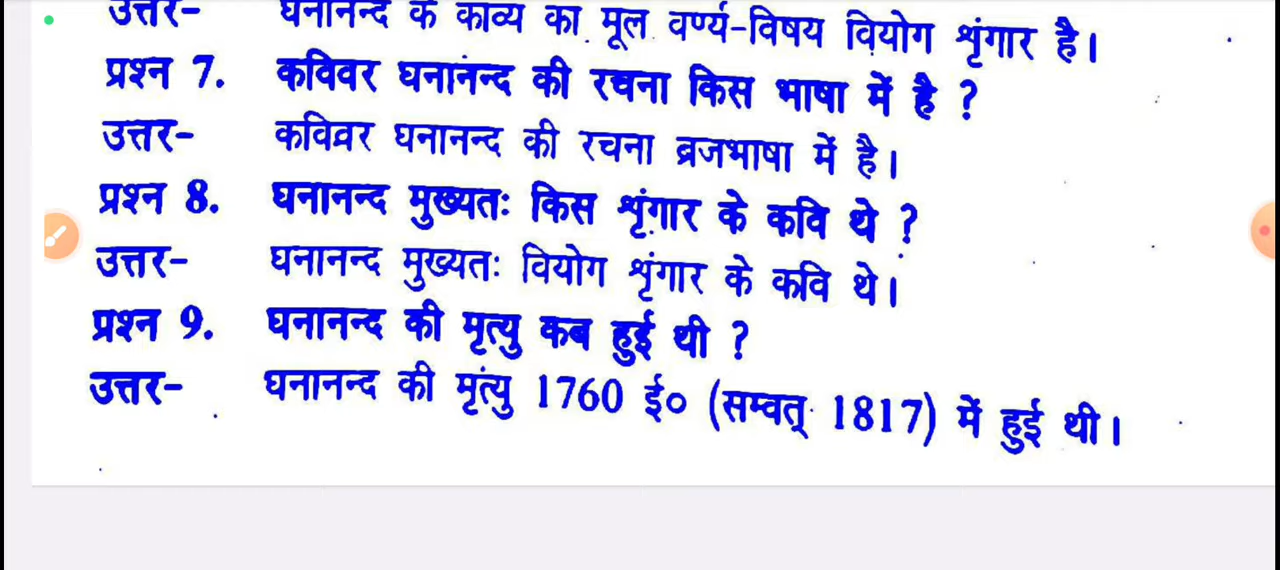 उत्तर- घनानन्द के काव्य का मूल वर्ण्य-विषय वियोग शृंगार है।
प्रश्न 7. कविवर घनानन्द की रचना किस भाषा में है ?
उत्तर- कविवर घनानन्द की रचना ब्रजभाषा में है।
प्रश्न 8. घनानन्द मुख्यतः किस शृंगार के कवि थे ?
उत्तर- घनानन्द मुख्यतः वियोग शृंगार के कवि थे।
प्रश्न 9. घनानन्द की मृत्यु कब हुई थी ?
उत्तर- घनानन्द की मृत्यु 1760 ई० (सम्वत् 1817) में हुई थी।